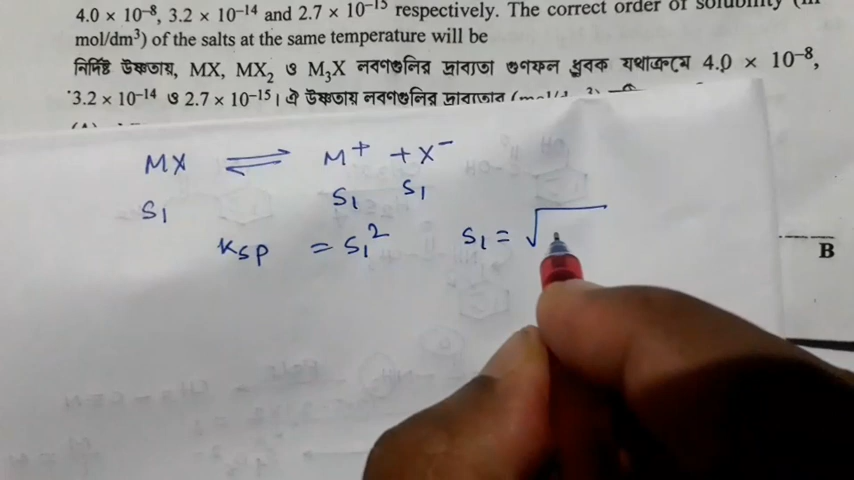 4.0 × 10⁻⁸, 3.2 × 10⁻¹⁴ and 2.7 × 10⁻¹⁵ respectively. The correct order of solubility (in
mol/dm³) of the salts at the same temperature will be
নির্দিষ্ট উষ্ণতায়, MX, MX₂ ও M₃X লবণগুলির দ্রাব্যতা গুণফল ধ্রুবক যথাক্রমে 4.0 × 10⁻⁸,
3.2 × 10⁻¹⁴ ও 2.7 × 10⁻¹⁵। ঐ উষ্ণতায় লবণগুলির দ্রাব্যতার
MX ⇌ M⁺ + X⁻
S₁ S₁ S₁
Ksp = S₁² S₁ = √
B